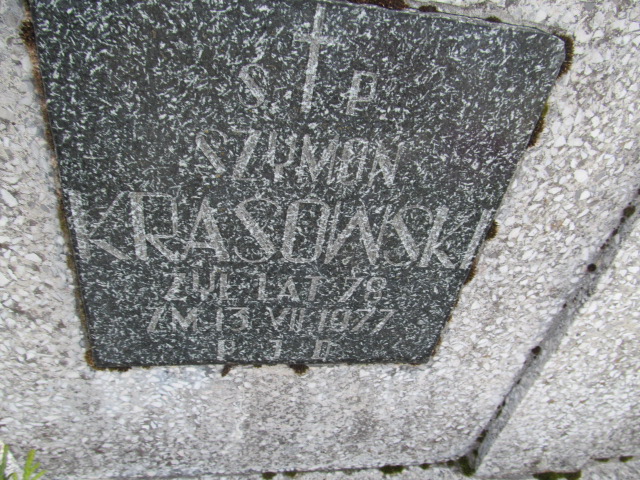 Ś P
SZYMON
KRASOWSKI
ŻYŁ LAT 78
ZM. 13 VII 1977